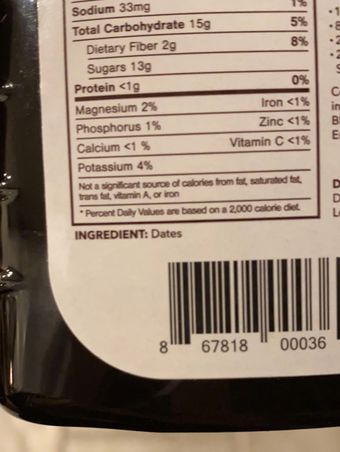 Sodium 33mg 1%
Total Carbohydrate 15g 5%
Dietary Fiber 2g 8%
Sugars 13g
Protein <1g 0%
Magnesium 2% Iron <1%
Phosphorus 1% Zinc <1%
Calcium <1 % Vitamin C <1%
Potassium 4%
Not a significant source of calories from fat, saturated fat,
trans fat, vitamin A, or iron
* Percent Daily Values are based on a 2,000 calorie diet.
INGREDIENT: Dates
8 67818 00036